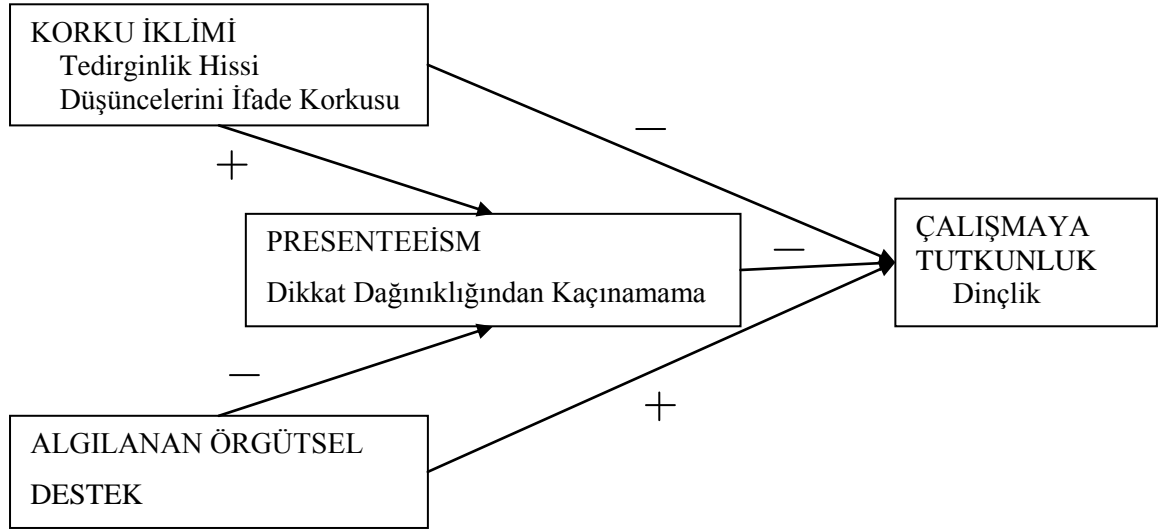 KORKU İKLİMİ
Tedirginlik Hissi
Düşüncelerini İfade Korkusu
—
+
PRESENTEEİSM
Dikkat Dağınıklığından Kaçınamama
—
ÇALIŞMAYA
TUTKUNLUK
Dinçlik
—
+
ALGILANAN ÖRGÜTSEL
DESTEK